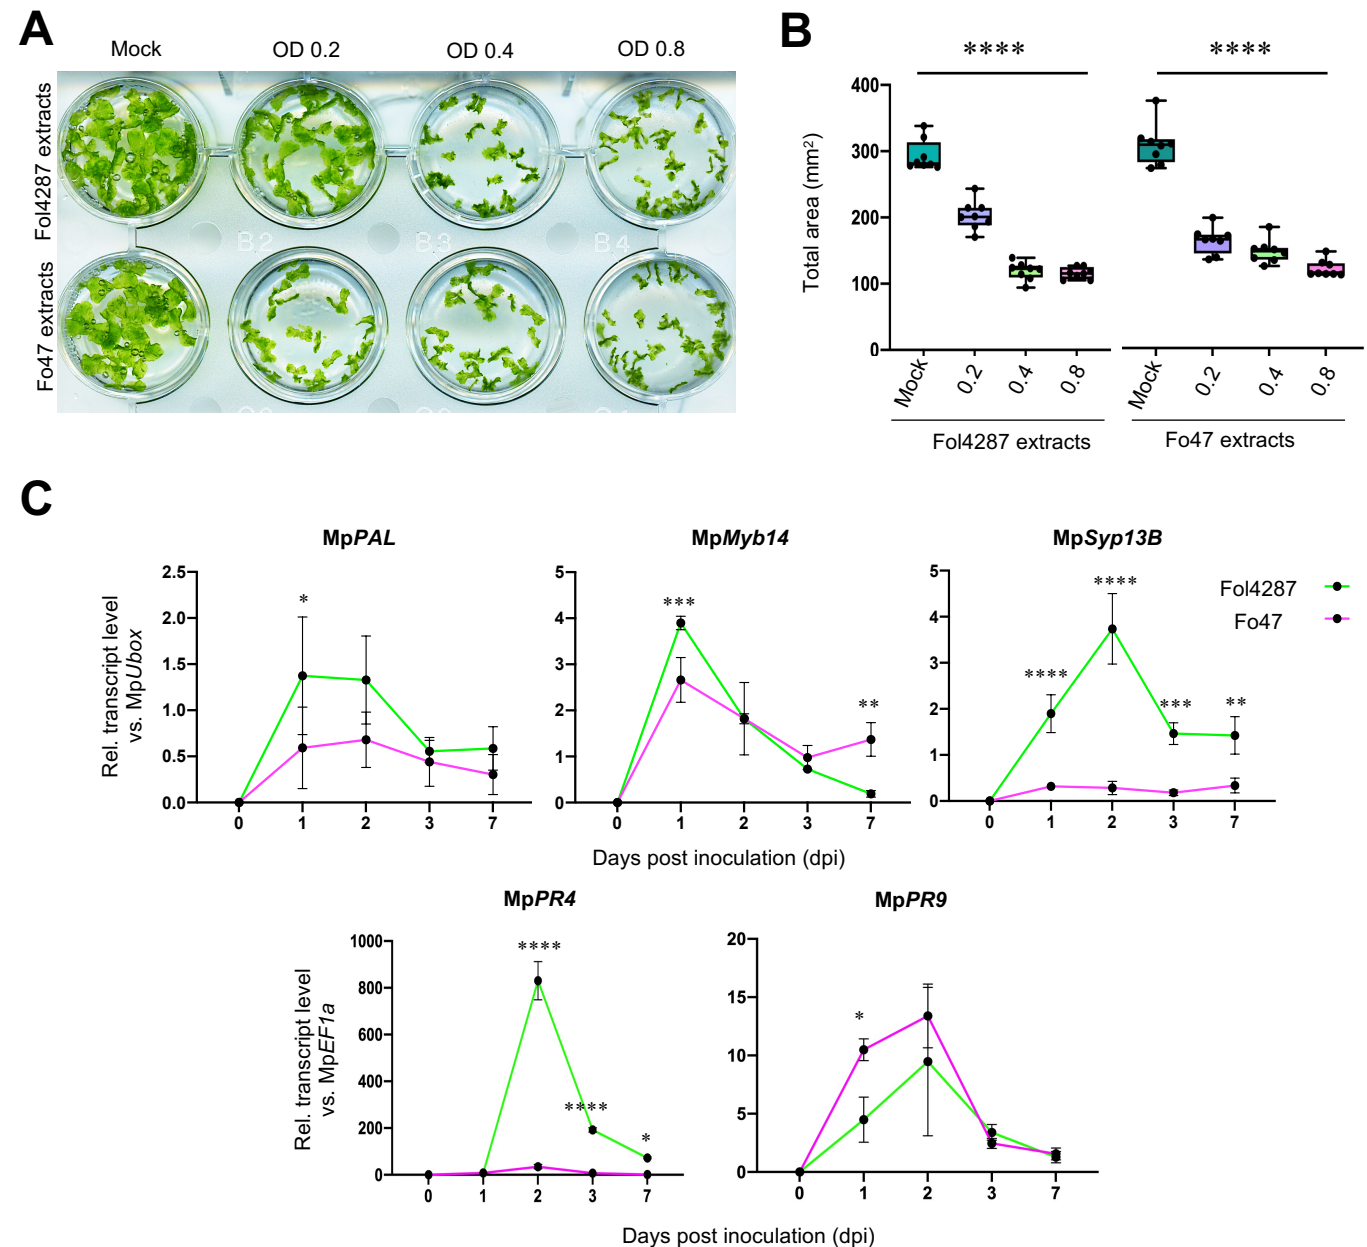 A
Mock
OD 0.2
OD 0.4
OD 0.8
Fol4287 extracts
Fo47 extracts
B.2
B.3
B.4
B
****
****
Total area (mm2)
400
300
200
100
0
Mock
0.2
0.4
0.8
Mock
0.2
0.4
0.8
Fol4287 extracts
Fo47 extracts
C
MpPAL
Rel. transcript level
vs. MpUbox
2.5
2.0
1.5
1.0
0.5
0.0
*
0 1 2 3 7
MpMyb14
5
4
3
2
1
0
***
**
0 1 2 3 7
MpSyp13B
5
4
3
2
1
0
****
****
***
**
0 1 2 3 7
Fol4287
Fo47
Days post inoculation (dpi)
MpPR4
Rel. transcript level
vs. MpEF1a
1000
800
600
400
200
0
****
****
*
0 1 2 3 7
MpPR9
20
15
10
5
0
*
0 1 2 3 7
Days post inoculation (dpi)